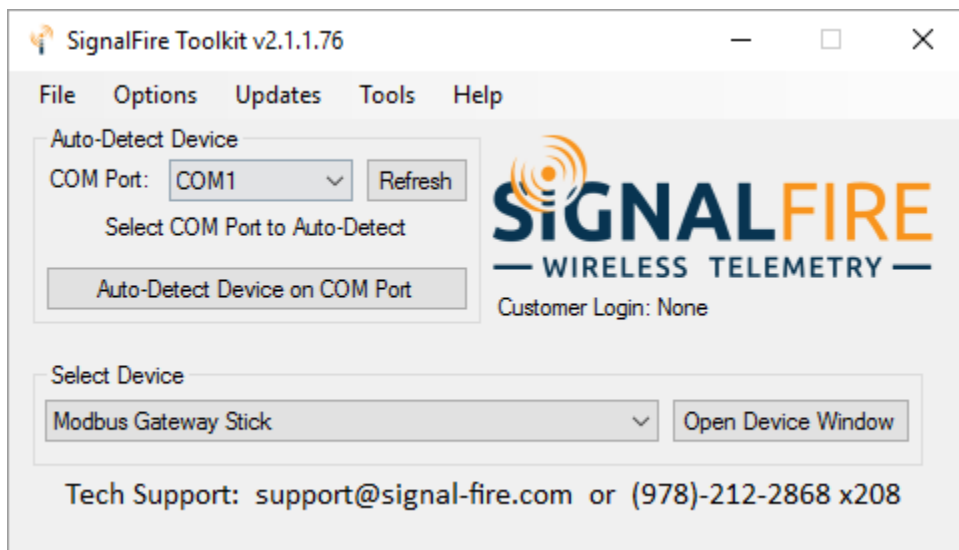 SignalFire Toolkit v2.1.1.76
File Options Updates Tools Help
Auto-Detect Device
COM Port: COM1 Refresh
Select COM Port to Auto-Detect
Auto-Detect Device on COM Port
SIGNALFIRE
WIRELESS TELEMETRY
Customer Login: None
Select Device
Modbus Gateway Stick Open Device Window
Tech Support: support@signal-fire.com or (978)-212-2868 x208